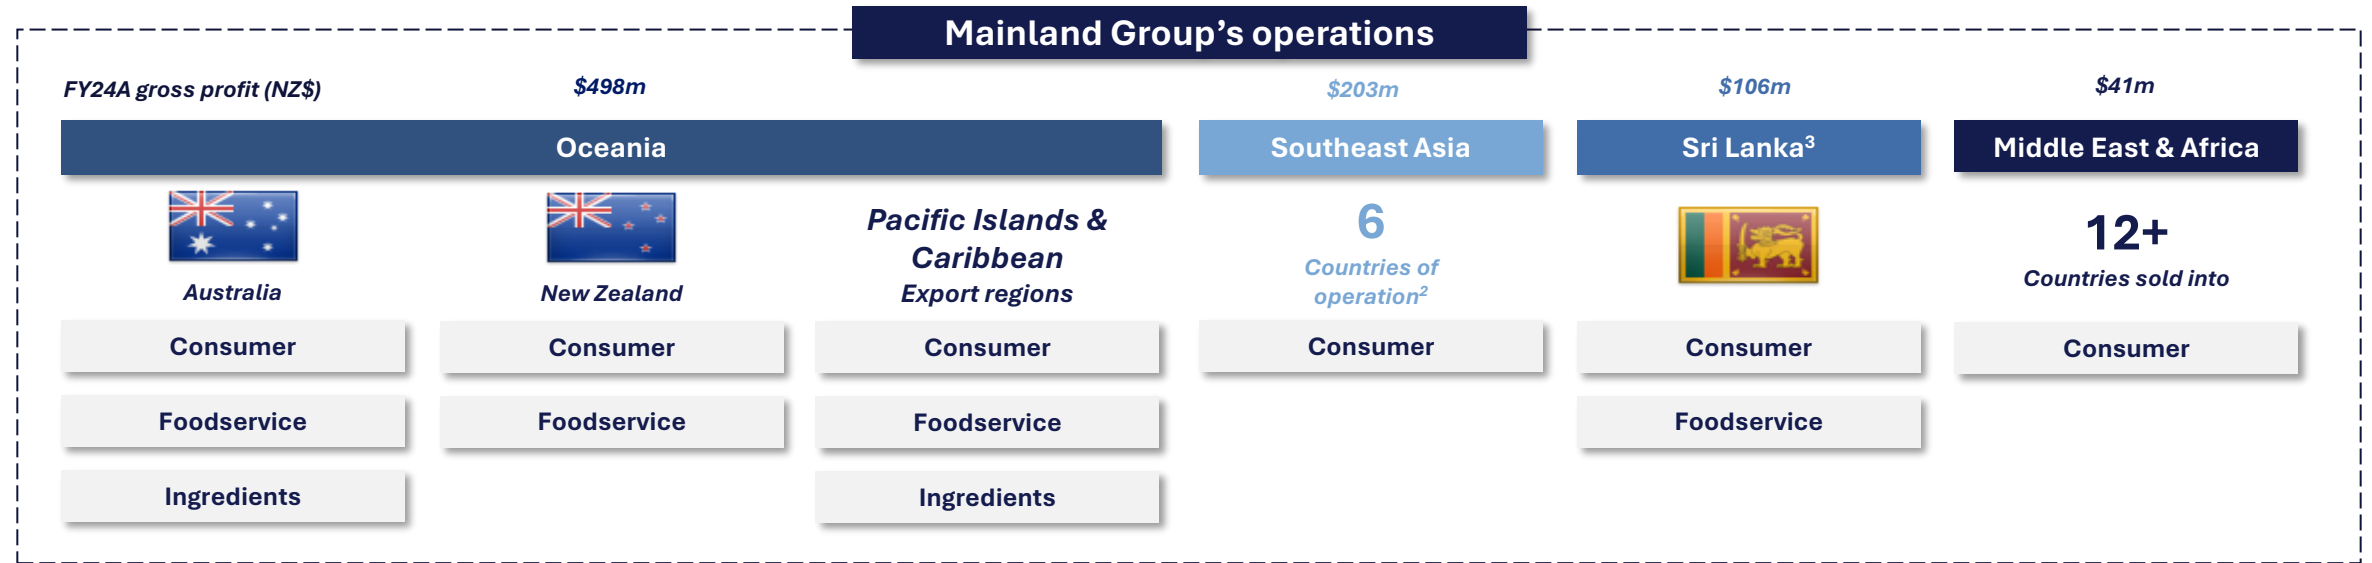 Mainland Group’s operations
FY24A gross profit (NZ$)
$498m
$203m
$106m
$41m
Oceania
Southeast Asia
Sri Lanka³
Middle East & Africa
Australia
New Zealand
Pacific Islands &
Caribbean
Export regions
6
Countries of
operation²
12+
Countries sold into
Consumer
Consumer
Consumer
Consumer
Consumer
Consumer
Foodservice
Foodservice
Foodservice
Foodservice
Ingredients
Ingredients